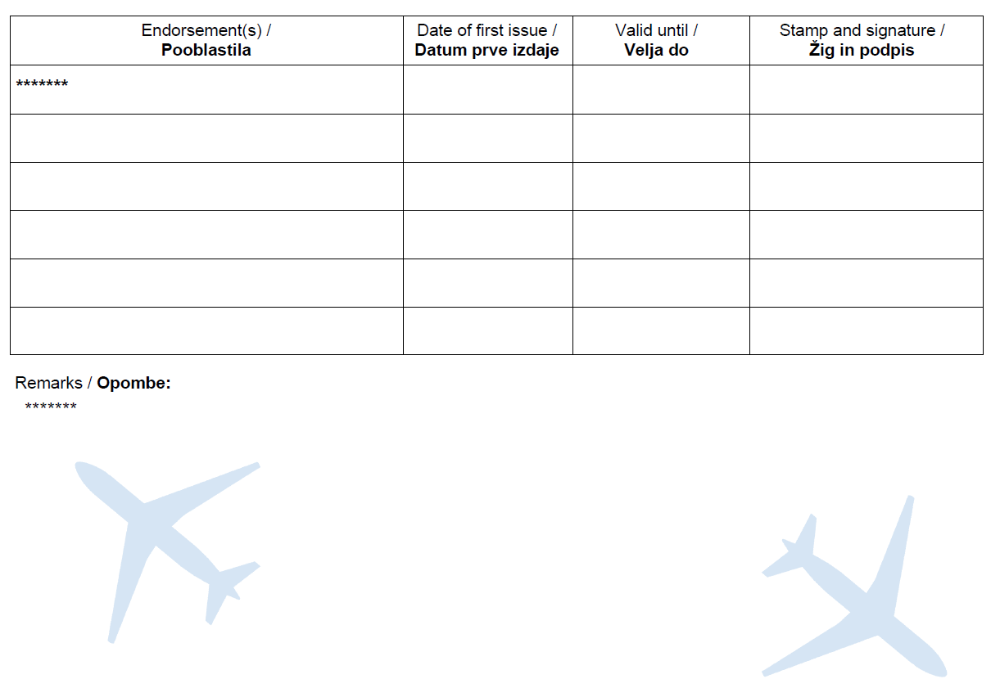 Endorsement(s) / Date of first issue / Valid until / Stamp and signature /
Pooblastila Datum prve izdaje Velja do Žig in podpis
*******
Remarks / Opombe:
*******